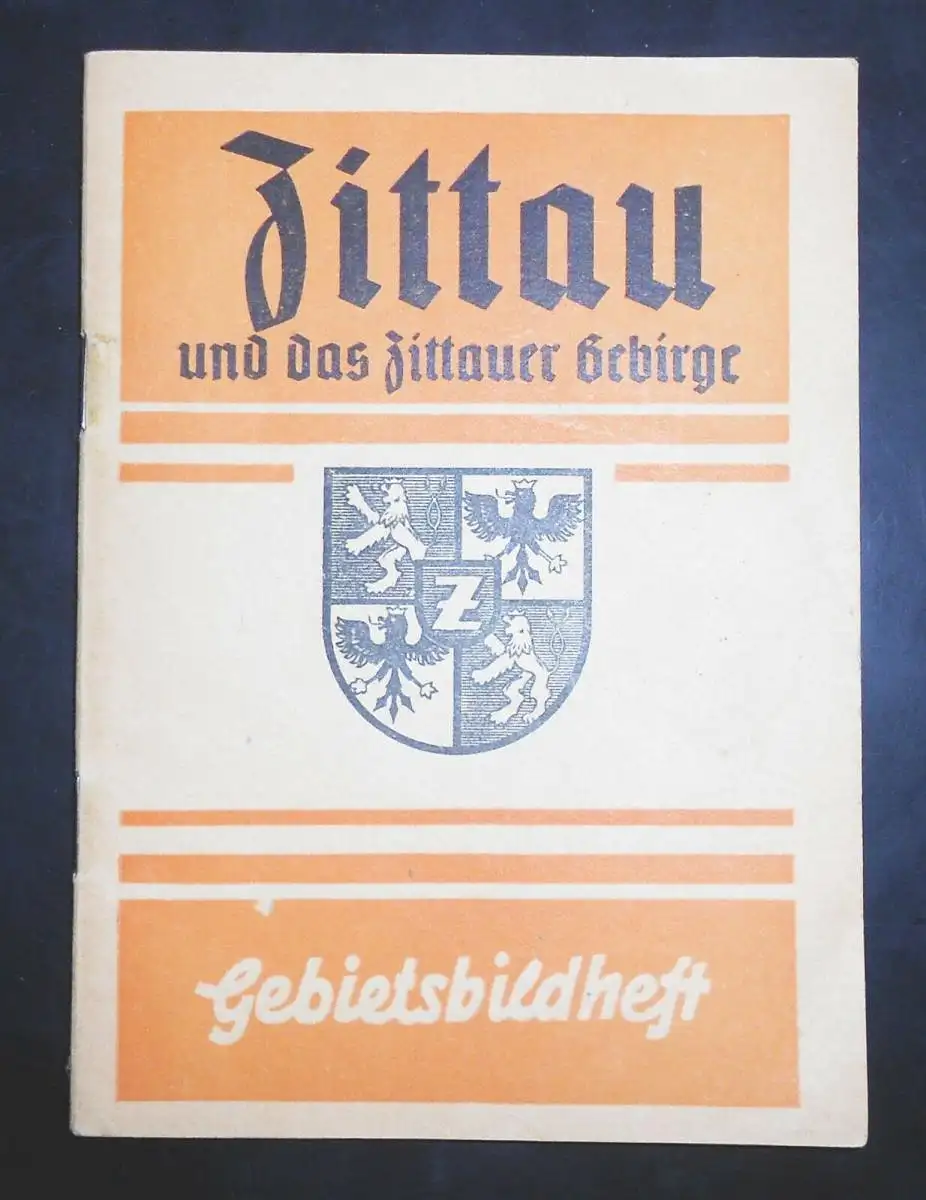 Zittau
und das Zittauer Gebirge
Z
Gebietsbildheft